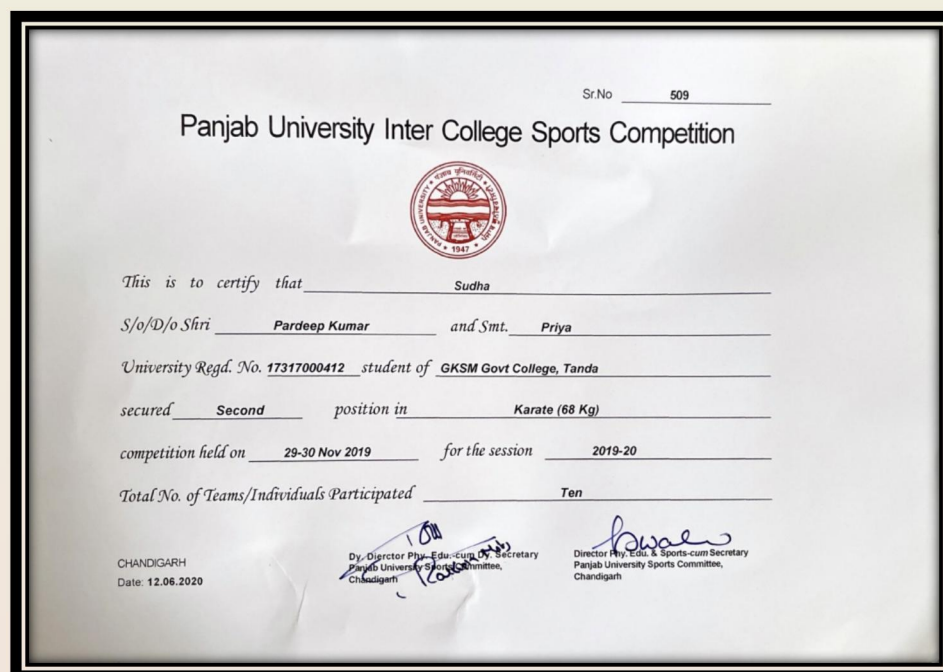 Sr.No 509
Panjab University Inter College Sports Competition
PANJAB UNIVERSITY
1947
This is to certify that Sudha
S/o/D/o Shri Pardeep Kumar and Smt. Priya
University Regd. No. 17317000412 student of GKSM Govt College, Tanda
secured Second position in Karate (68 Kg)
competition held on 29-30 Nov 2019 for the session 2019-20
Total No. of Teams/Individuals Participated Ten
CHANDIGARH
Date: 12.06.2020
Dy. Dierctor Phy. Edu.-cum Dy. Secretary
Panjab University Sports Committee,
Chandigarh
Director Phy. Edu. & Sports-cum Secretary
Panjab University Sports Committee,
Chandigarh